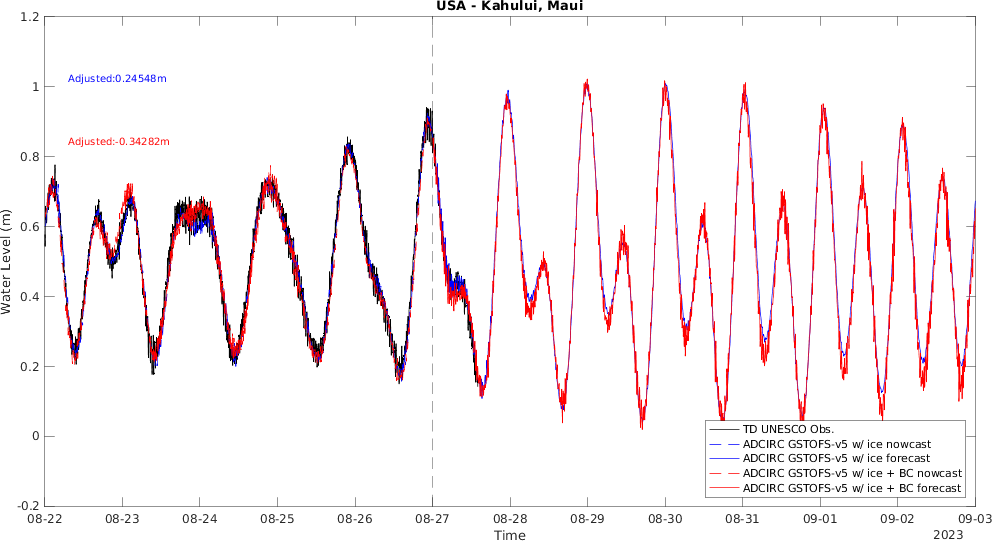 USA - Kahului, Maui
1.2
1
0.8
0.6
0.4
0.2
0
-0.2
Water Level (m)
Adjusted:0.24548m
Adjusted:-0.34282m
TD UNESCO Obs.
ADCIRC GSTOFS-v5 w/ ice nowcast
ADCIRC GSTOFS-v5 w/ ice forecast
ADCIRC GSTOFS-v5 w/ ice + BC nowcast
ADCIRC GSTOFS-v5 w/ ice + BC forecast
08-22 08-23 08-24 08-25 08-26 08-27 08-28 08-29 08-30 08-31 09-01 09-02 09-03
Time
2023